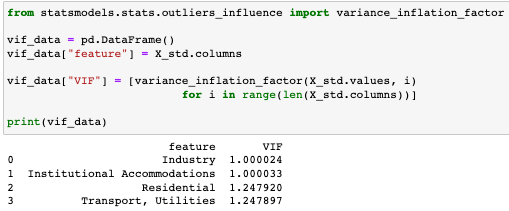 from statsmodels.stats.outliers_influence import variance_inflation_factor
vif_data = pd.DataFrame()
vif_data["feature"] = X_std.columns
vif_data["VIF"] = [variance_inflation_factor(X_std.values, i)
for i in range(len(X_std.columns))]
print(vif_data)
feature VIF
0 Industry 1.000024
1 Institutional Accommodations 1.000033
2 Residential 1.247920
3 Transport, Utilities 1.247897